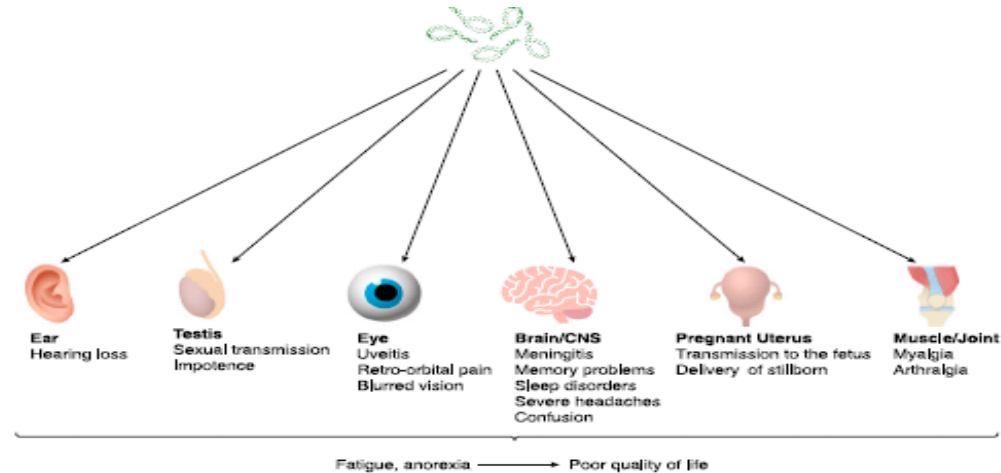 Ear
Hearing loss
Testis
Sexual transmission
Impotence
Eye
Uveitis
Retro-orbital pain
Blurred vision
Brain/CNS
Meningitis
Memory problems
Sleep disorders
Severe headaches
Confusion
Pregnant Uterus
Transmission to the fetus
Delivery of stillborn
Muscle/Joint
Myalgia
Arthralgia
Fatigue, anorexia
Poor quality of life